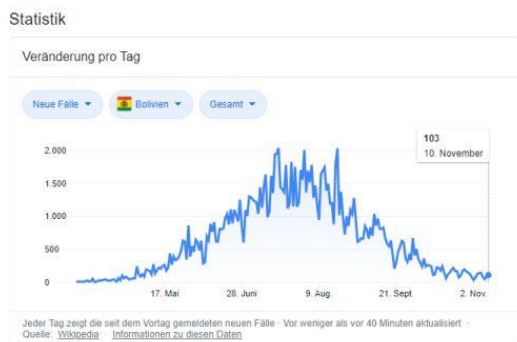 Statistik
Veränderung pro Tag
Neue Fälle Bolivien Gesamt
103
10. November
2.000
1.500
1.000
500
0
17. Mai 28. Juni 9. Aug. 21. Sept 2. Nov.
Jeder Tag zeigt die seit dem Vortag gemeldeten neuen Fälle · Vor weniger als vor 40 Minuten aktualisiert ·
Quelle: Wikipedia · Informationen zu diesen Daten